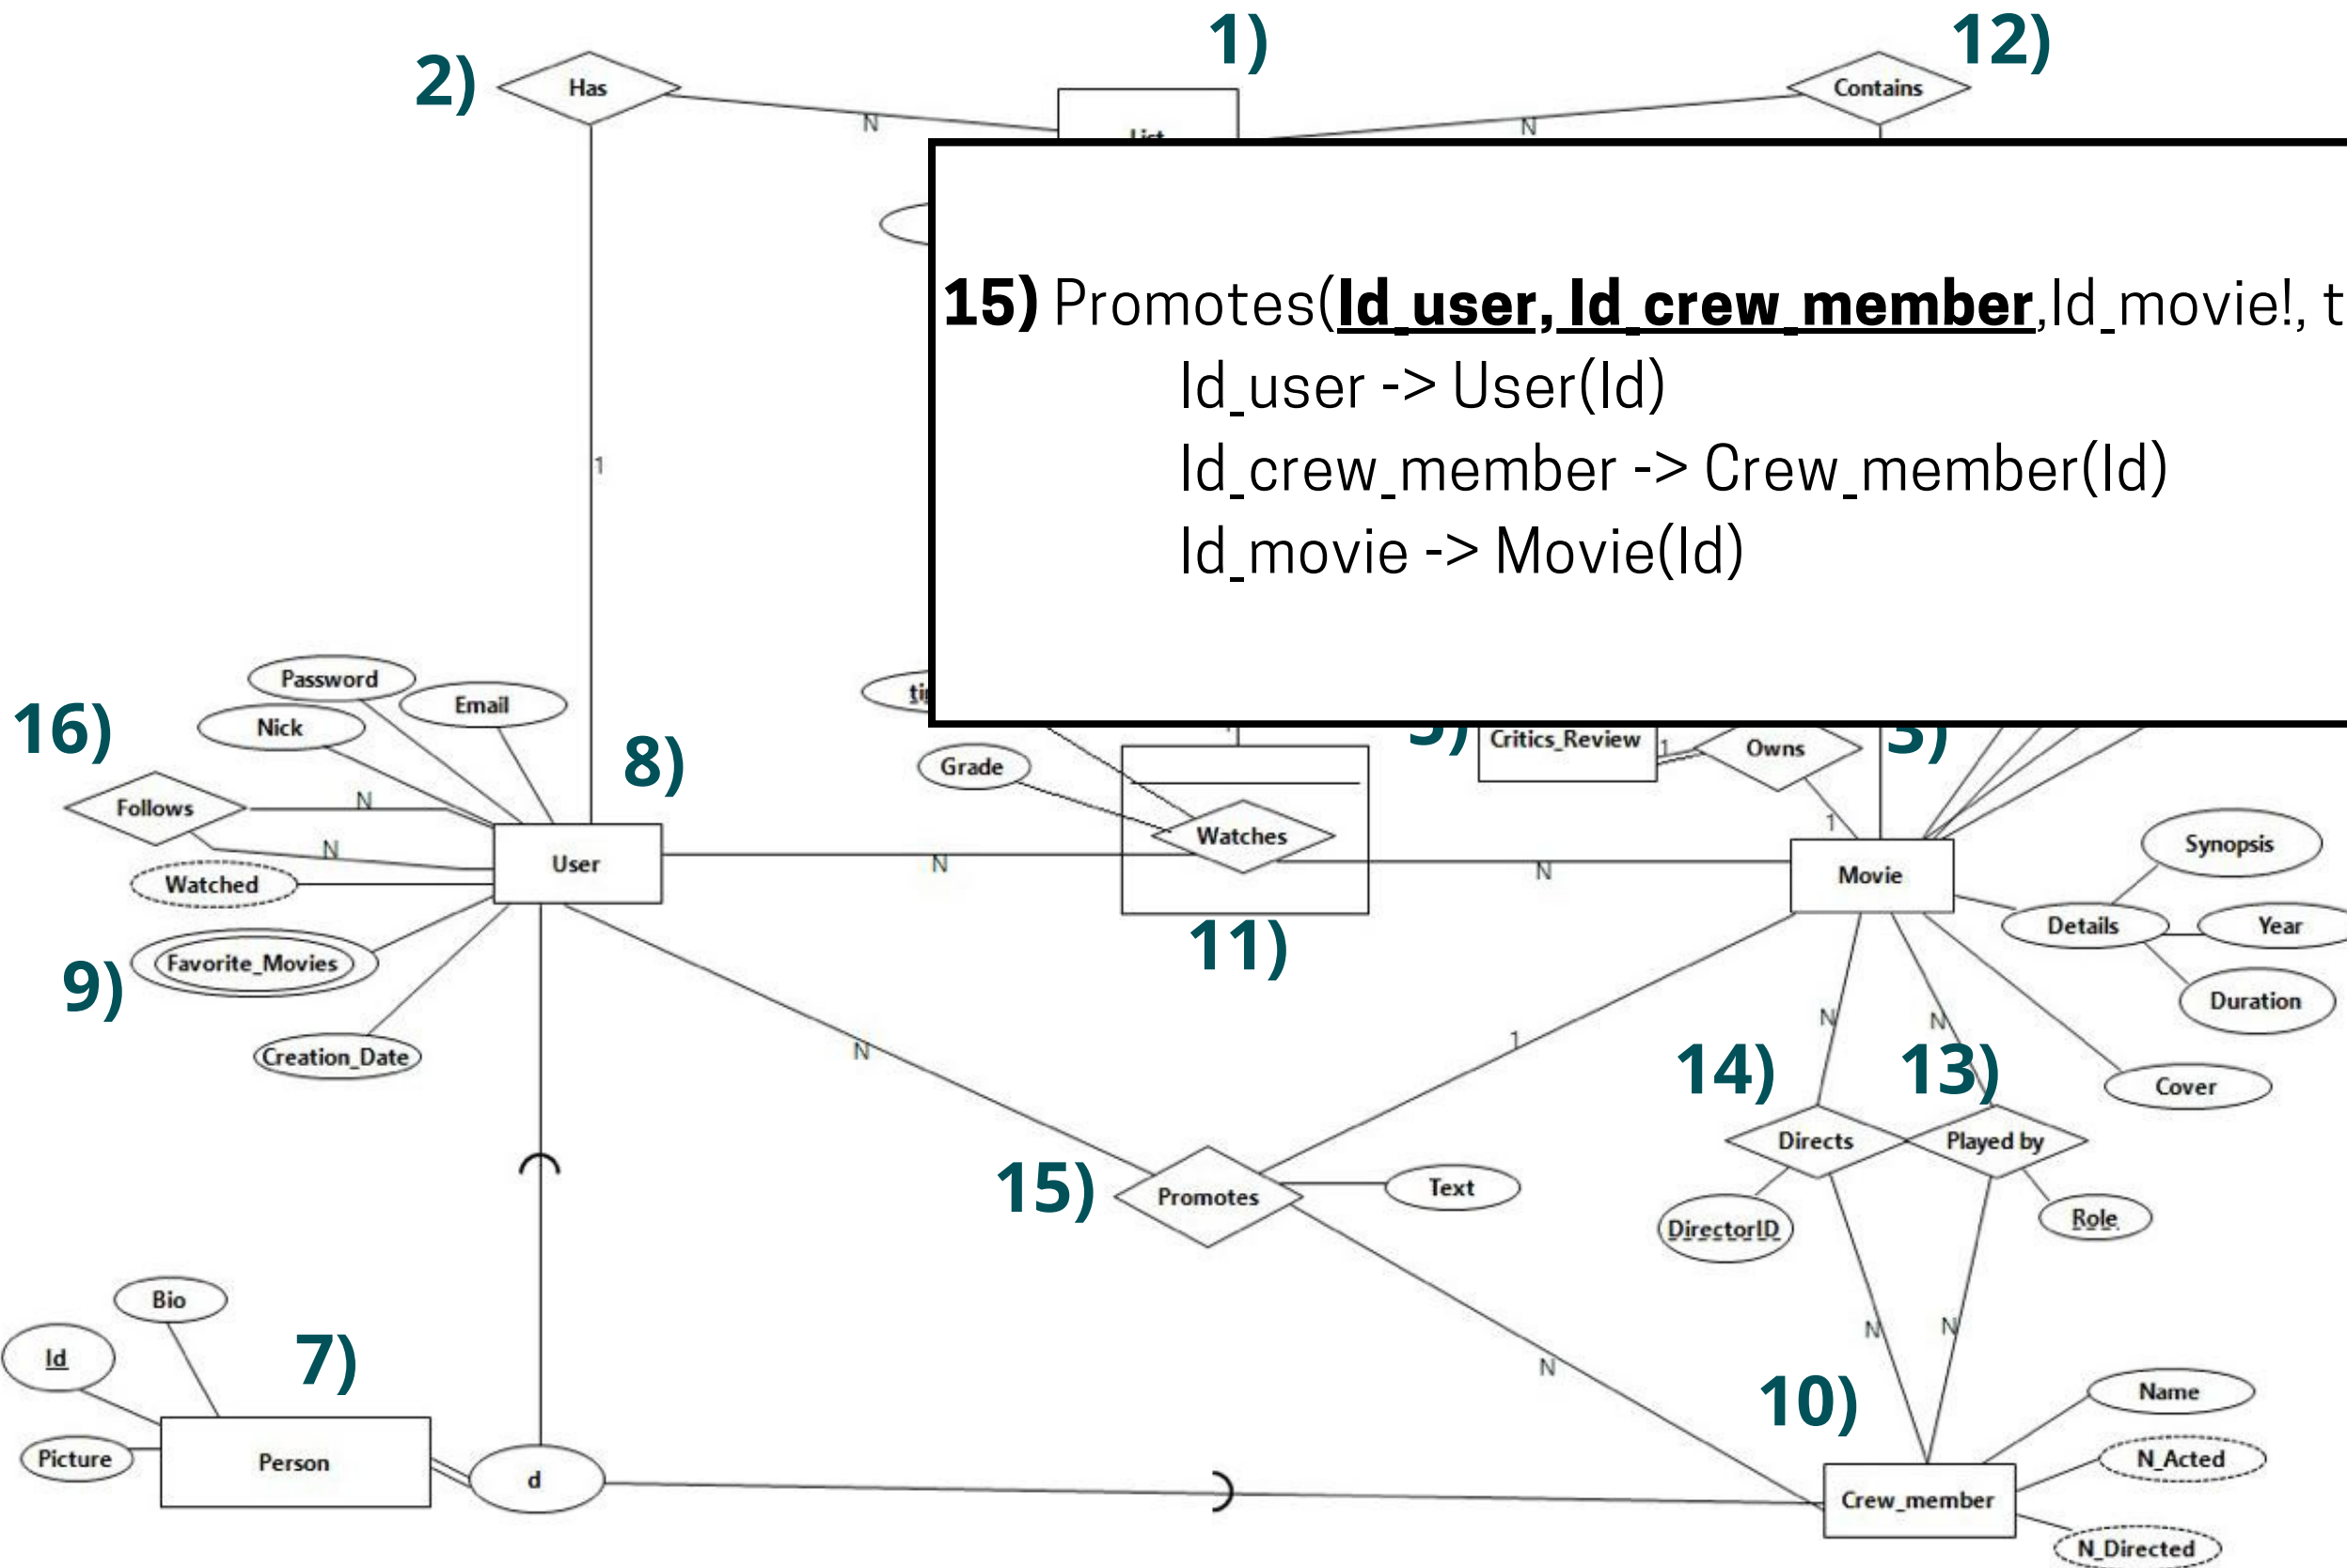 1)
12)
2)
Has
Contains
N
N
15) Promotes(Id_user, Id_crew_member,Id_movie!, t
Id_user -> User(Id)
Id_crew_member -> Crew_member(Id)
Id_movie -> Movie(Id)
1
Password
Email
Nick
16)
8)
Grade
Critics_Review
1
Owns
3)
Follows
N
N
User
Watched
Watches
N
N
1
Movie
Synopsis
Details
Year
Duration
Cover
11)
Favorite_Movies
9)
Creation_Date
N
1
N
N
14)
13)
Directs
Played by
15)
Promotes
Text
DirectorID
Role
Bio
Id
7)
Person
Picture
d
N
N
N
10)
Name
N_Acted
Crew_member
N_Directed